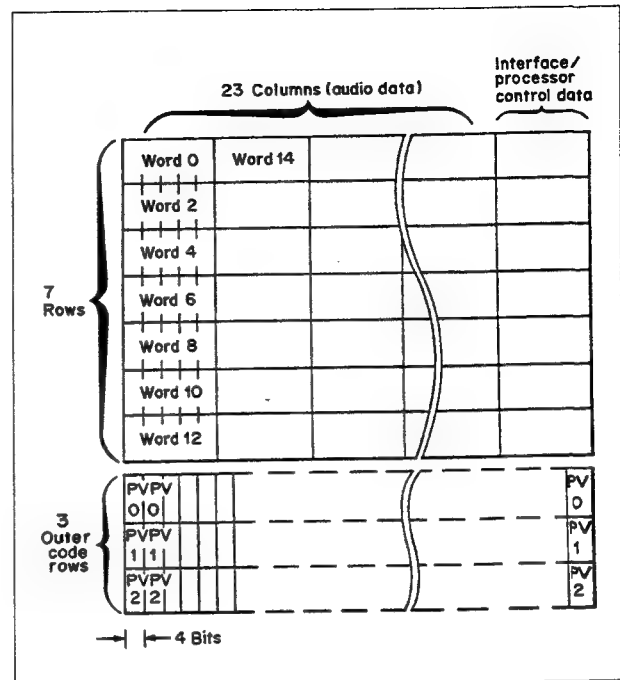 23 Columns (audio data)
Interface/
processor
control data
Word 0
Word 14
Word 2
Word 4
Word 6
Word 8
Word 10
Word 12
7
Rows
3
Outer
code
rows
PV PV
0 0
PV PV
1 1
PV PV
2 2
PV
0
PV
1
PV
2
4 Bits